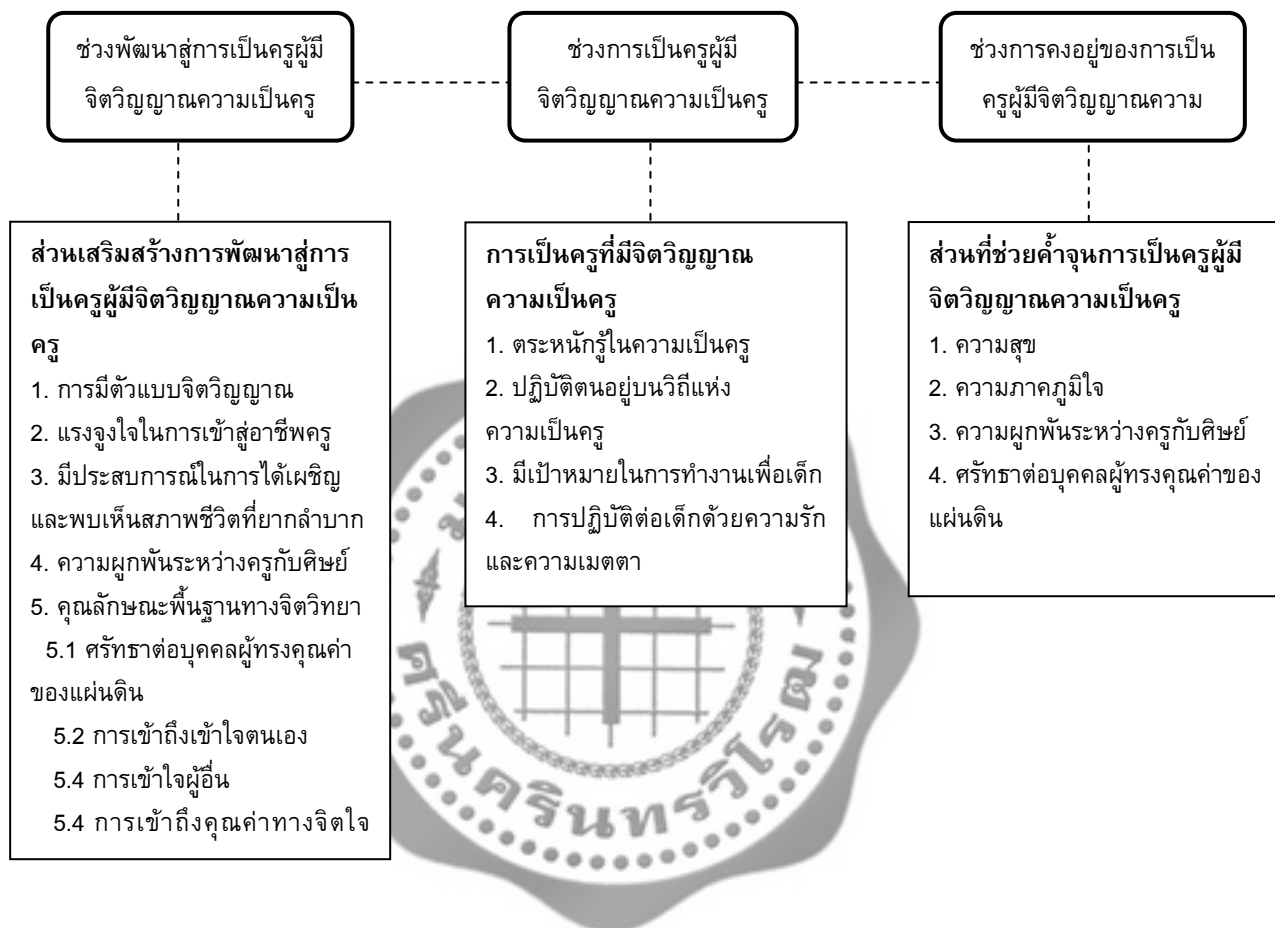 ช่วงพัฒนาสู่การเป็นครูผู้มี
จิตวิญญาณความเป็นครู
ช่วงการเป็นครูผู้มี
จิตวิญญาณความเป็นครู
ช่วงการคงอยู่ของการเป็น
ครูผู้มีจิตวิญญาณความ
ส่วนเสริมสร้างการพัฒนาสู่การ
เป็นครูผู้มีจิตวิญญาณความเป็น
ครู
1. การมีตัวแบบจิตวิญญาณ
2. แรงจูงใจในการเข้าสู่อาชีพครู
3. มีประสบการณ์ในการได้เผชิญ
และพบเห็นสภาพชีวิตที่ยากลำบาก
4. ความผูกพันระหว่างครูกับศิษย์
5. คุณลักษณะพื้นฐานทางจิตวิทยา
5.1 ศรัทธาต่อบุคคลผู้ทรงคุณค่า
ของแผ่นดิน
5.2 การเข้าถึงเข้าใจตนเอง
5.4 การเข้าใจผู้อื่น
5.4 การเข้าถึงคุณค่าทางจิตใจ
การเป็นครูที่มีจิตวิญญาณ
ความเป็นครู
1. ตระหนักรู้ในความเป็นครู
2. ปฏิบัติตนอยู่บนวิถีแห่ง
ความเป็นครู
3. มีเป้าหมายในการทำงานเพื่อเด็ก
4. การปฏิบัติต่อเด็กด้วยความรัก
และความเมตตา
ส่วนที่ช่วยค้ำจุนการเป็นครูผู้มี
จิตวิญญาณความเป็นครู
1. ความสุข
2. ความภาคภูมิใจ
3. ความผูกพันระหว่างครูกับศิษย์
4. ศรัทธาต่อบุคคลผู้ทรงคุณค่าของ
แผ่นดิน
ศรีนครินทรวิโรฒ